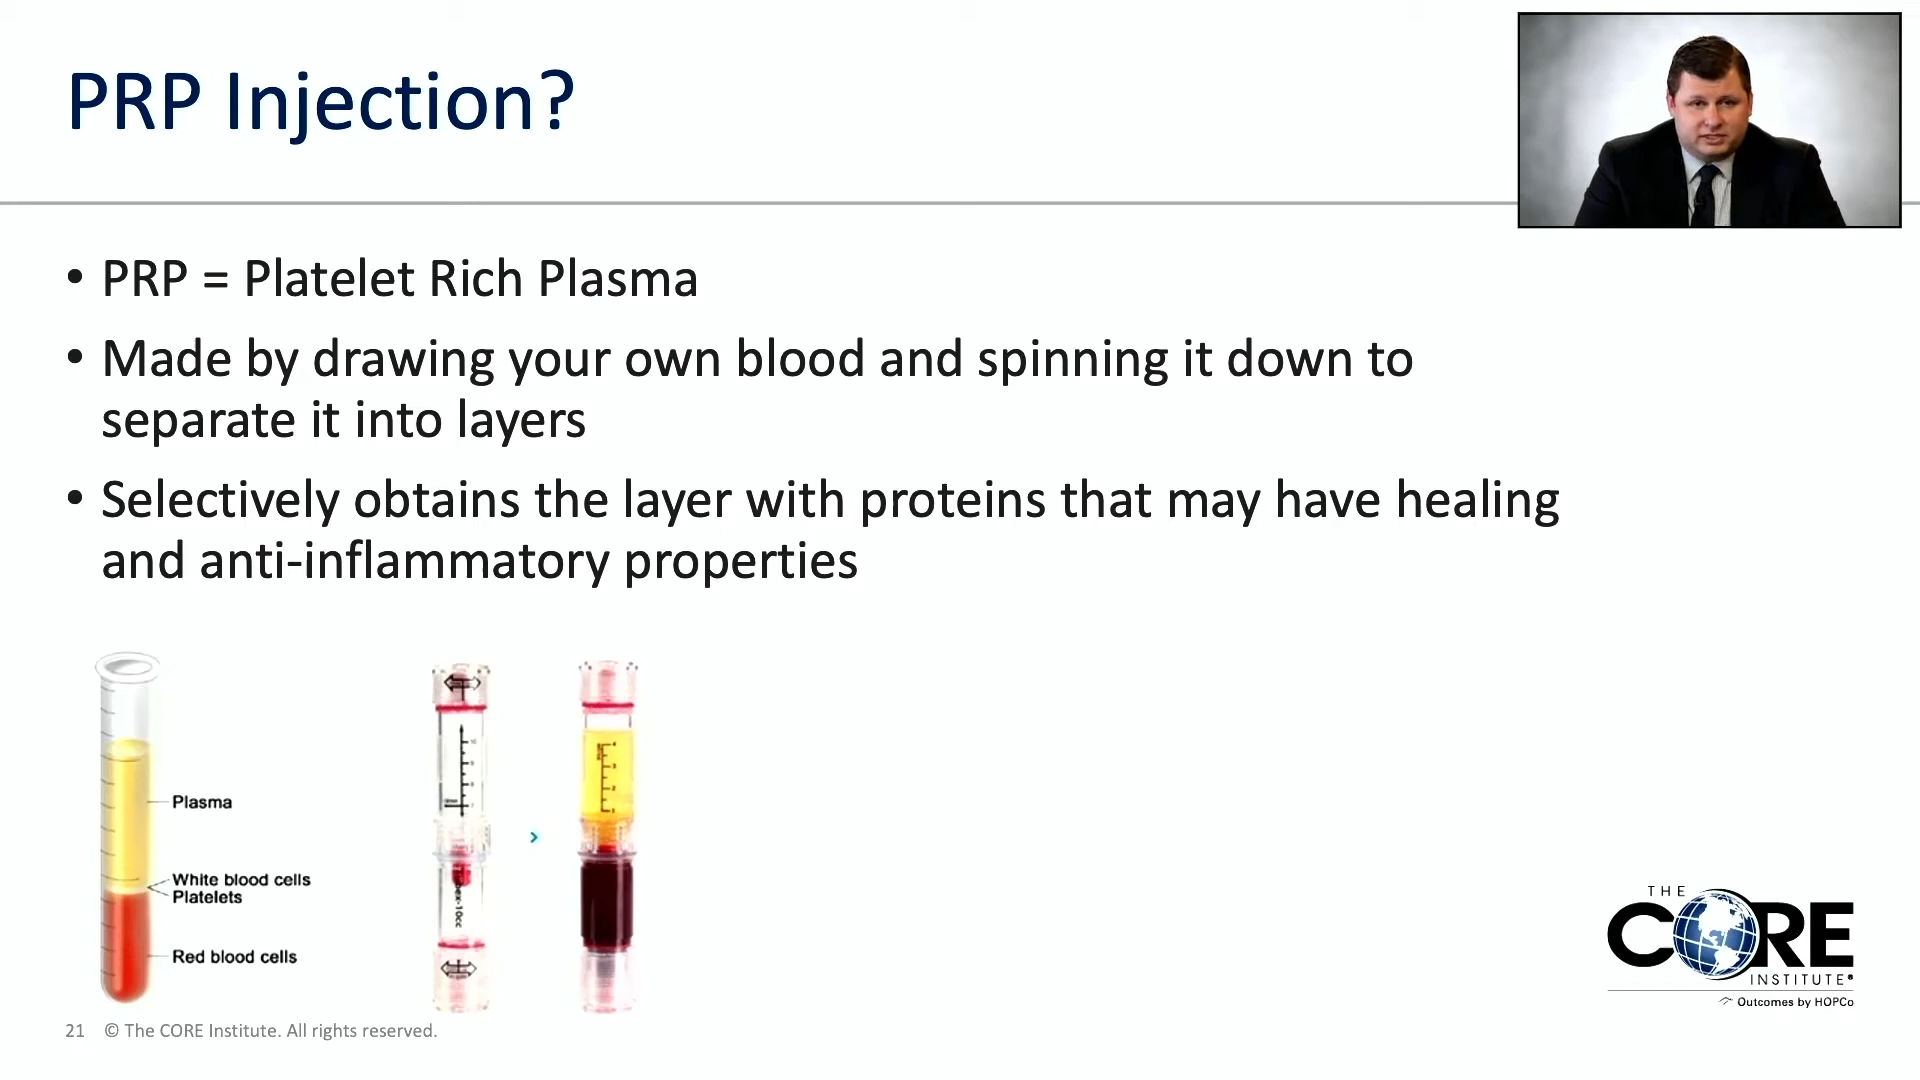 PRP Injection?
• PRP = Platelet Rich Plasma
• Made by drawing your own blood and spinning it down to
separate it into layers
• Selectively obtains the layer with proteins that may have healing
and anti-inflammatory properties
Plasma
White blood cells
Platelets
Red blood cells
THE
CORE
INSTITUTE®
Outcomes by HOPCo
21 © The CORE Institute. All rights reserved.